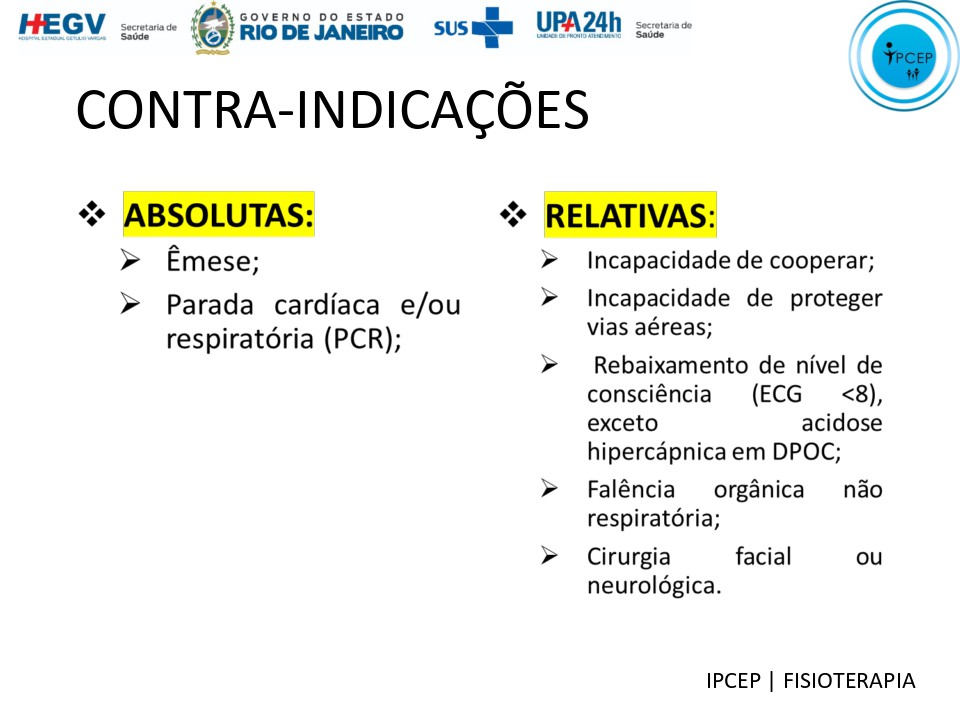 HEGV
HOSPITAL ESTADUAL GETÚLIO VARGAS
Secretaria de
Saúde
GOVERNO DO ESTADO
RIO DE JANEIRO
SUS
UPA24h
UNIDADE DE PRONTO ATENDIMENTO
Secretaria de
Saúde
IPCEP
CONTRA-INDICAÇÕES
ABSOLUTAS:
Êmese;
Parada cardíaca e/ou
respiratória (PCR);
RELATIVAS:
Incapacidade de cooperar;
Incapacidade de proteger
vias aéreas;
Rebaixamento de nível de
consciência (ECG <8),
exceto acidose
hipercápnica em DPOC;
Falência orgânica não
respiratória;
Cirurgia facial ou
neurológica.
IPCEP | FISIOTERAPIA